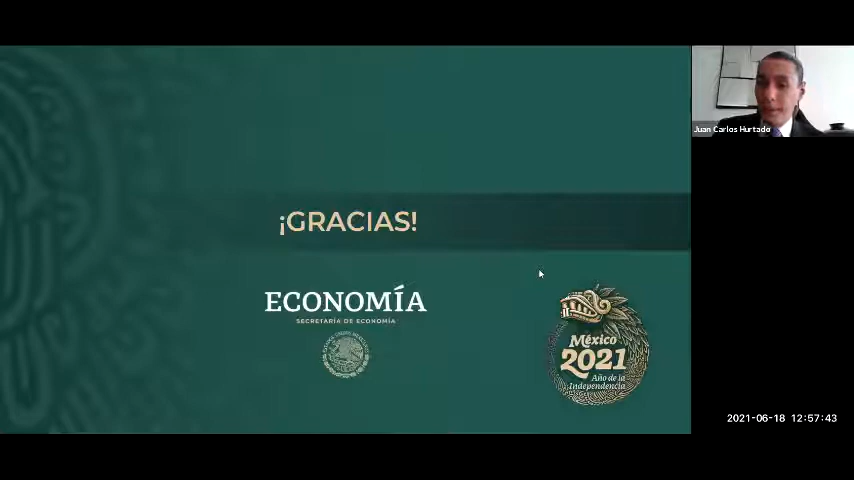 ¡GRACIAS!
ECONOMÍA
SECRETARÍA DE ECONOMÍA
México
2021
Año de la
Independencia
Juan Carlos Hurtado
2021-06-18 12:57:43